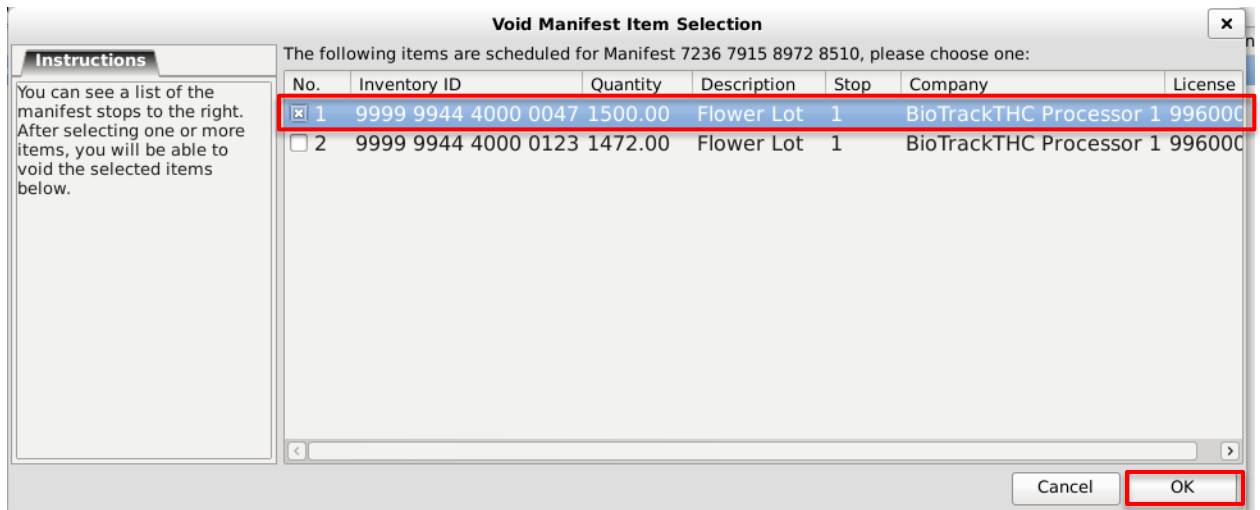 Void Manifest Item Selection
Instructions
You can see a list of the
manifest stops to the right.
After selecting one or more
items, you will be able to
void the selected items
below.
The following items are scheduled for Manifest 7236 7915 8972 8510, please choose one:
No. Inventory ID Quantity Description Stop Company License
1 9999 9944 4000 0047 1500.00 Flower Lot 1 BioTrackTHC Processor 1 996000
2 9999 9944 4000 0123 1472.00 Flower Lot 1 BioTrackTHC Processor 1 996000
Cancel OK